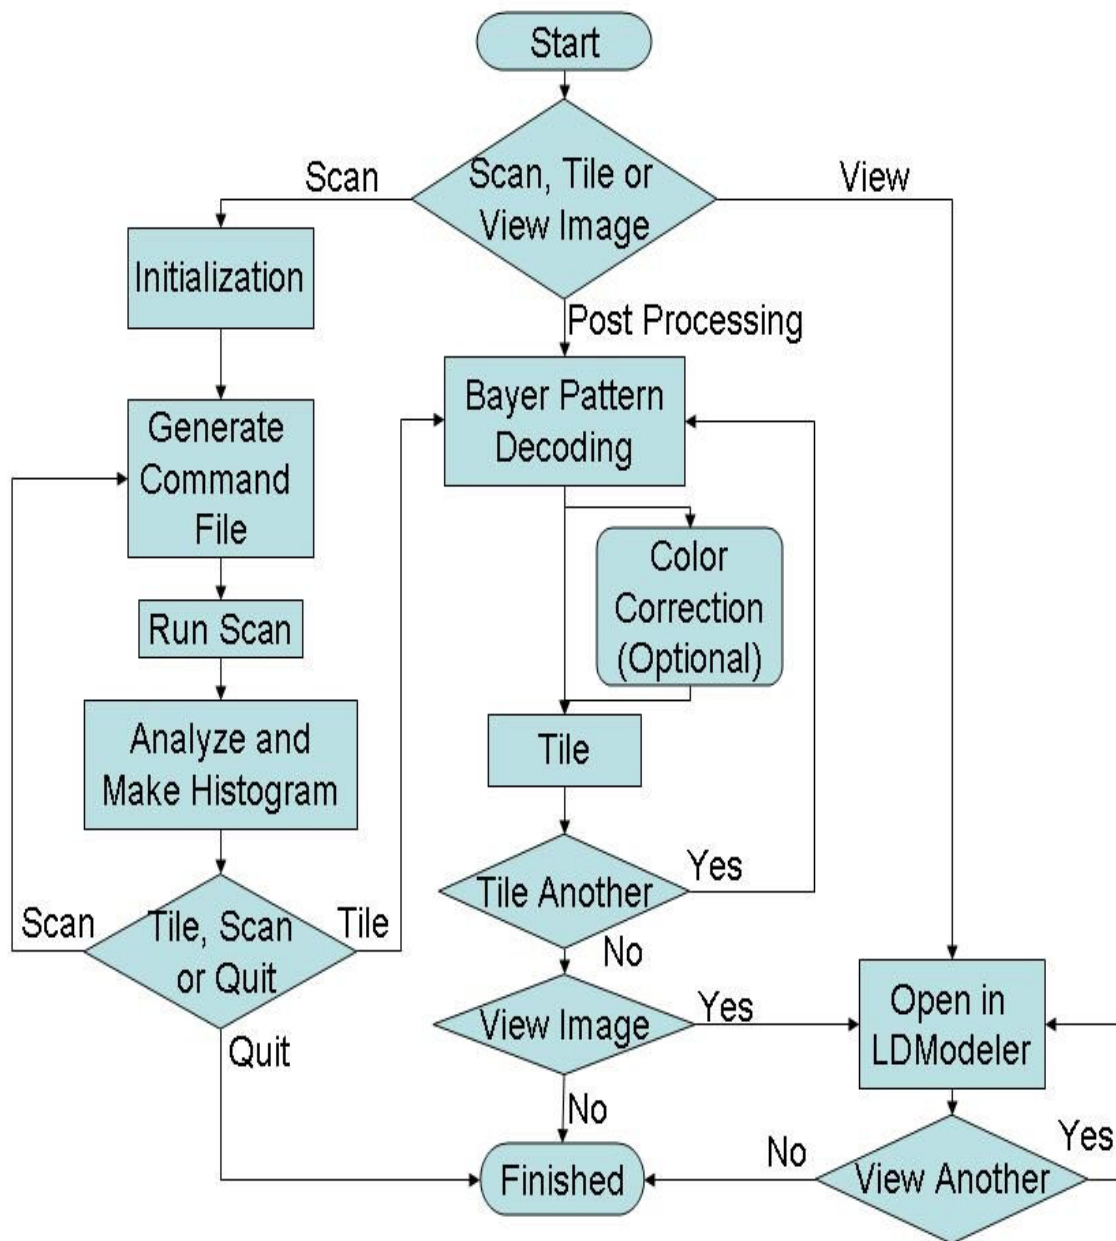 Start
Scan
Scan, Tile or
View Image
View
Initialization
Post Processing
Generate
Command
File
Bayer Pattern
Decoding
Run Scan
Color
Correction
(Optional)
Analyze and
Make Histogram
Tile
Scan
Tile, Scan
or Quit
Tile
Tile Another
Yes
No
Quit
View Image
Yes
Open in
LDModeler
No
Finished
No
View Another
Yes